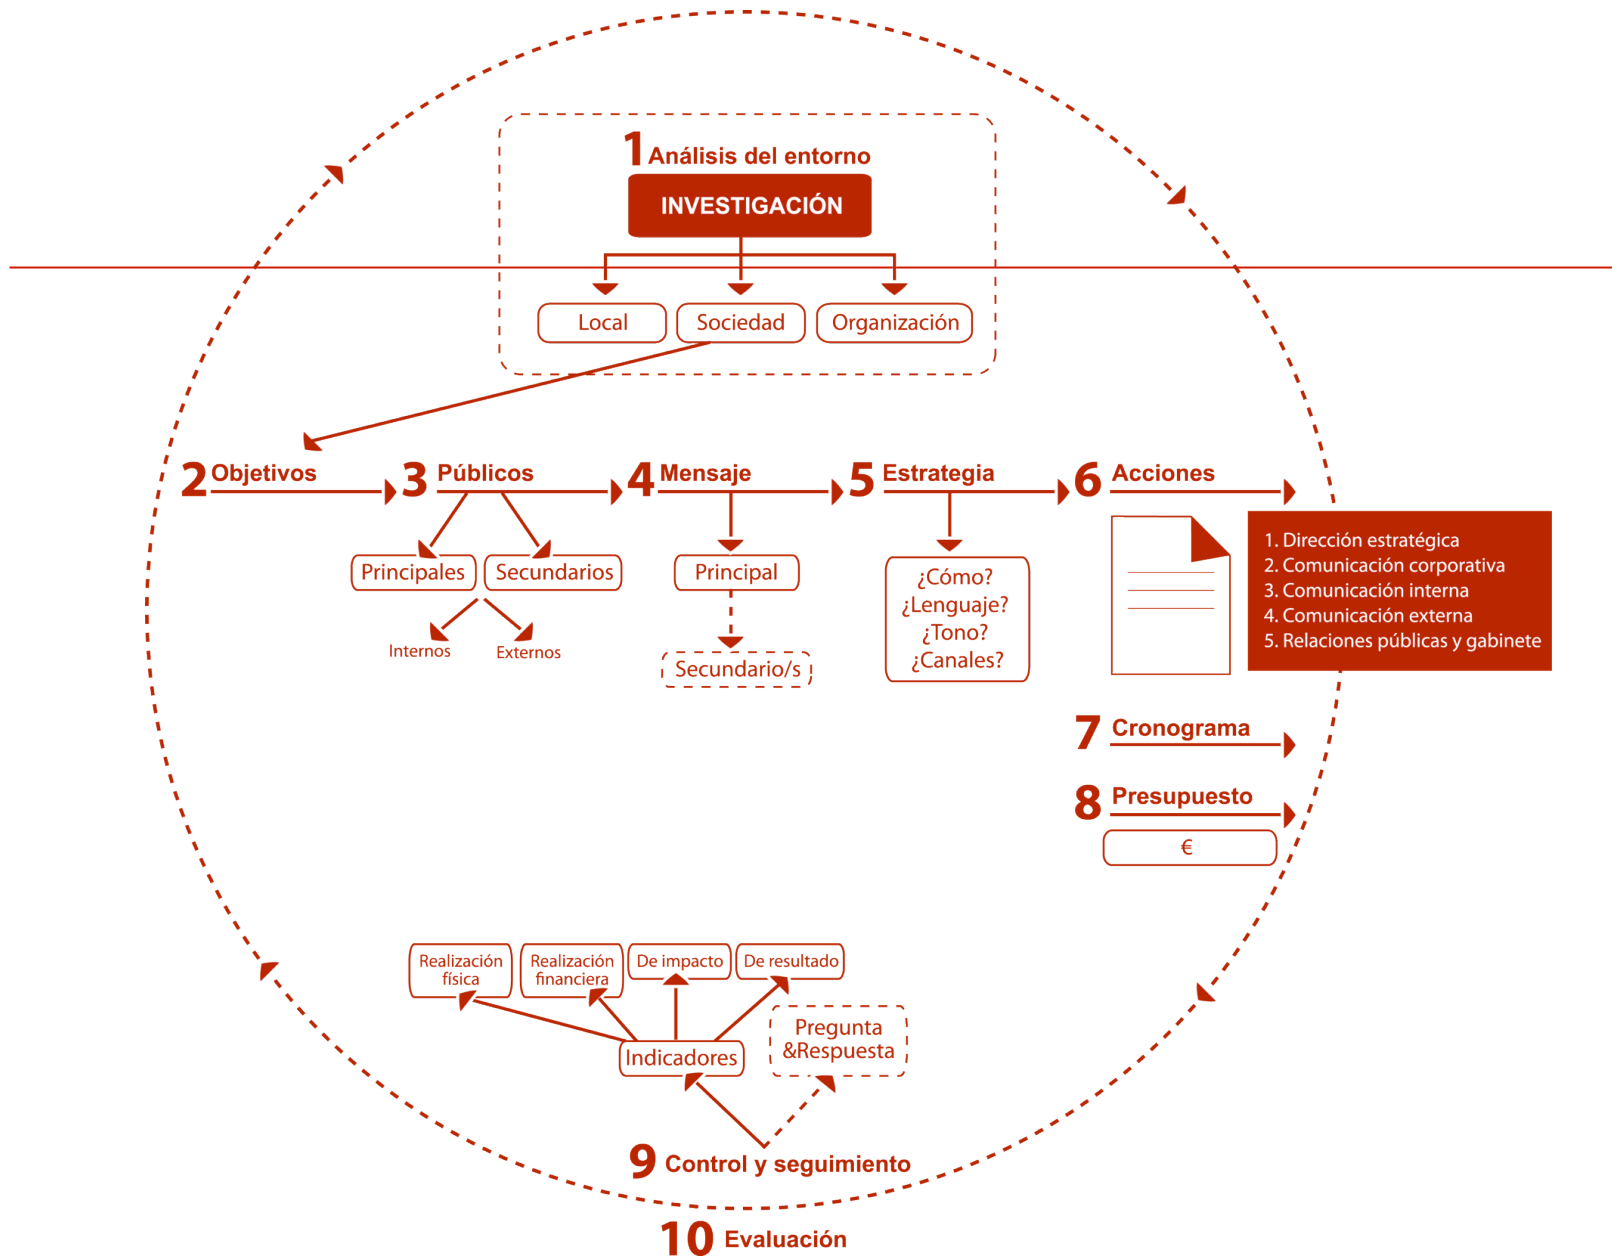 1 Análisis del entorno
INVESTIGACIÓN
Local
Sociedad
Organización
2 Objetivos
3 Públicos
4 Mensaje
5 Estrategia
6 Acciones
Principales
Secundarios
Internos
Externos
Principal
Secundario/s
¿Cómo?
¿Lenguaje?
¿Tono?
¿Canales?
1. Dirección estratégica
2. Comunicación corporativa
3. Comunicación interna
4. Comunicación externa
5. Relaciones públicas y gabinete
7 Cronograma
8 Presupuesto
€
Realización
física
Realización
financiera
De impacto
De resultado
Pregunta
&Respuesta
Indicadores
9 Control y seguimiento
10 Evaluación